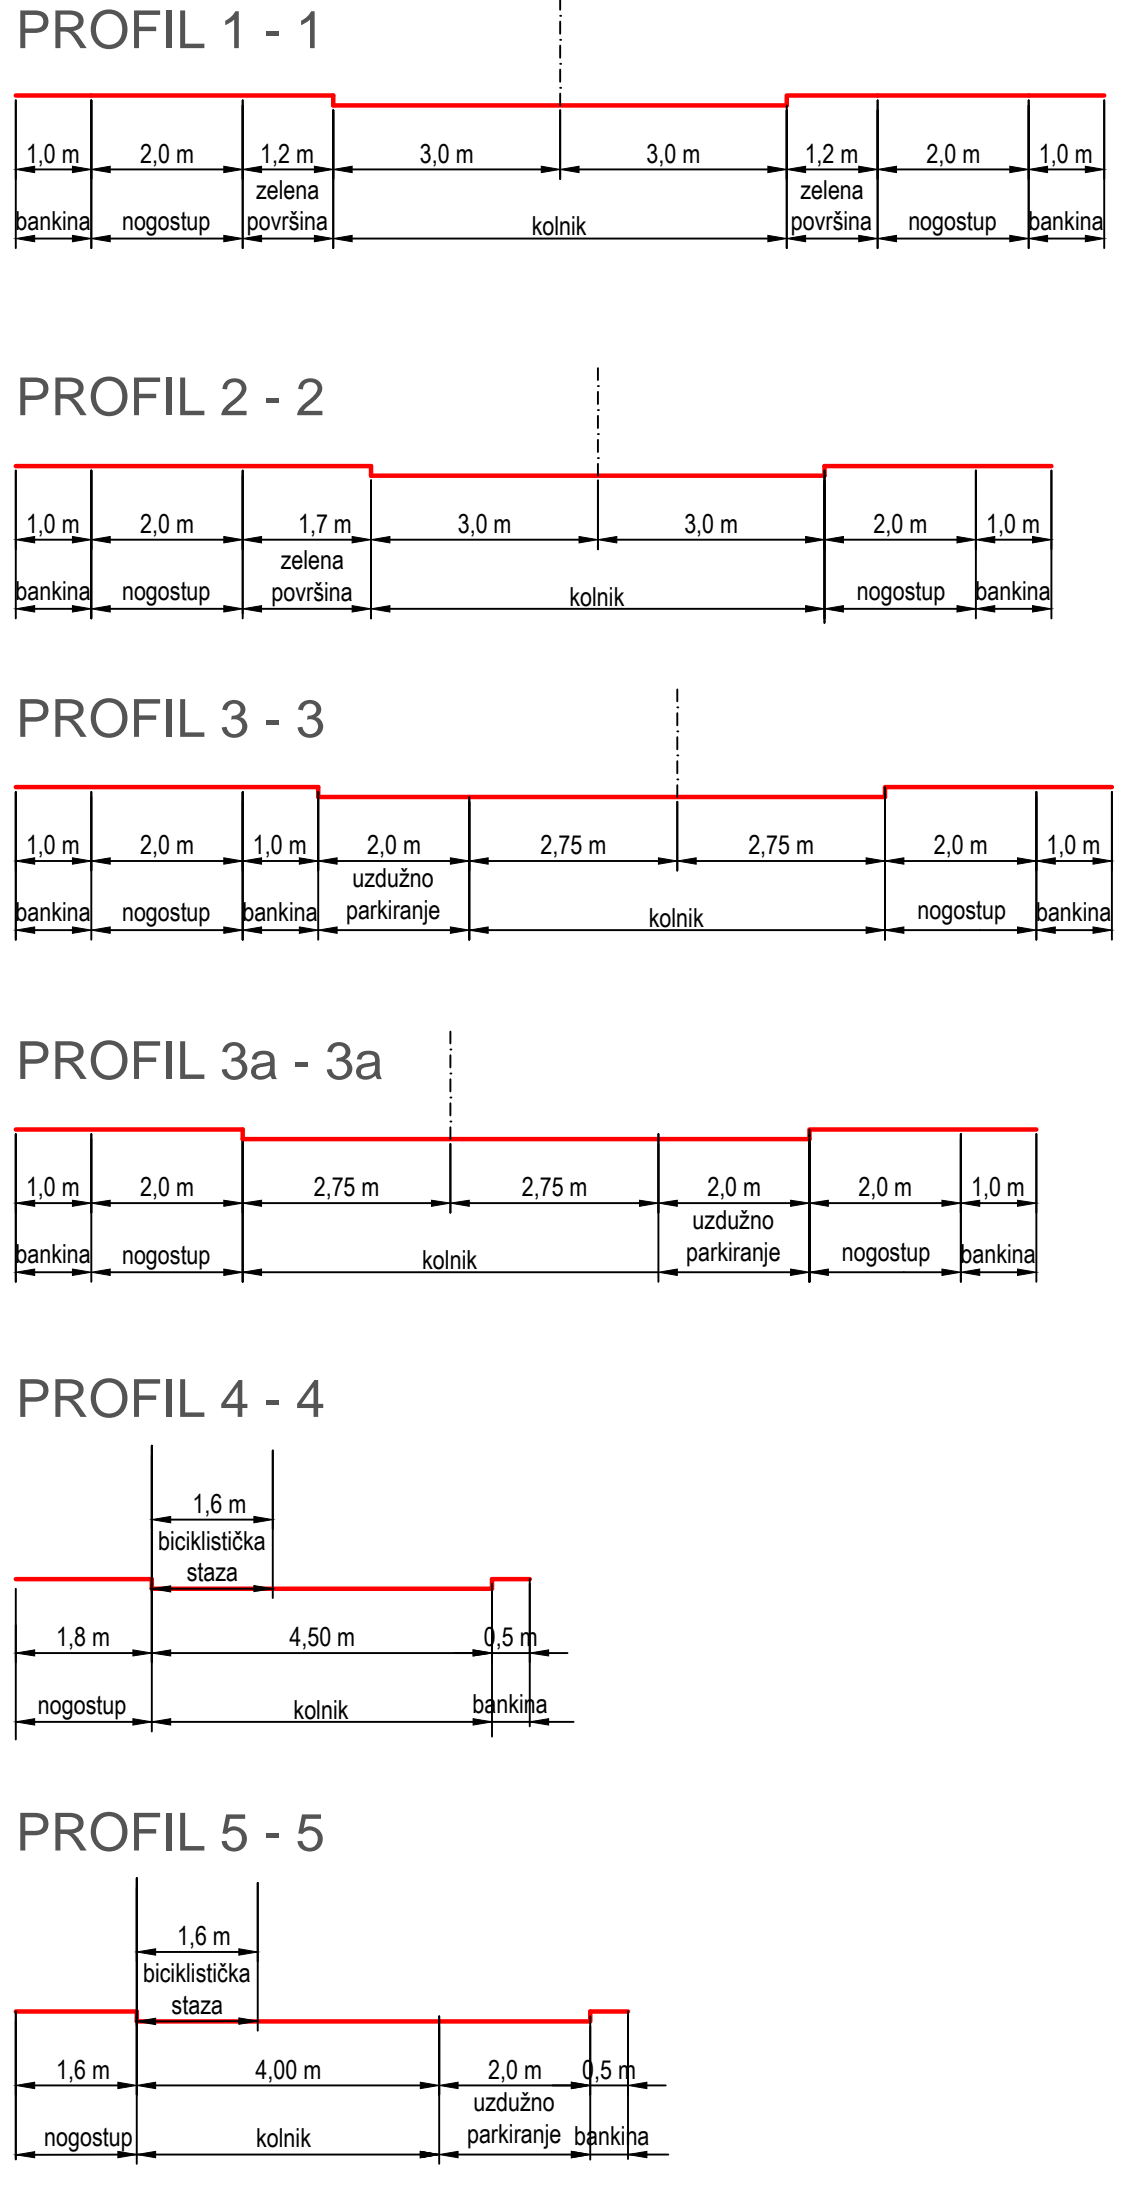 PROFIL 1 - 1
1,0 m 2,0 m 1,2 m 3,0 m 3,0 m 1,2 m 2,0 m 1,0 m
zelena zelena
bankina nogostup površina kolnik površina nogostup bankina
PROFIL 2 - 2
1,0 m 2,0 m 1,7 m 3,0 m 3,0 m 2,0 m 1,0 m
zelena
bankina nogostup površina kolnik nogostup bankina
PROFIL 3 - 3
1,0 m 2,0 m 1,0 m 2,0 m 2,75 m 2,75 m 2,0 m 1,0 m
uzdužno
bankina nogostup bankina parkiranje kolnik nogostup bankina
PROFIL 3a - 3a
1,0 m 2,0 m 2,75 m 2,75 m 2,0 m 2,0 m 1,0 m
uzdužno
bankina nogostup kolnik parkiranje nogostup bankina
PROFIL 4 - 4
1,6 m
biciklistička
staza
1,8 m 4,50 m 0,5 m
nogostup kolnik bankina
PROFIL 5 - 5
1,6 m
biciklistička
staza
1,6 m 4,00 m 2,0 m 0,5 m
uzdužno
nogostup kolnik parkiranje bankina